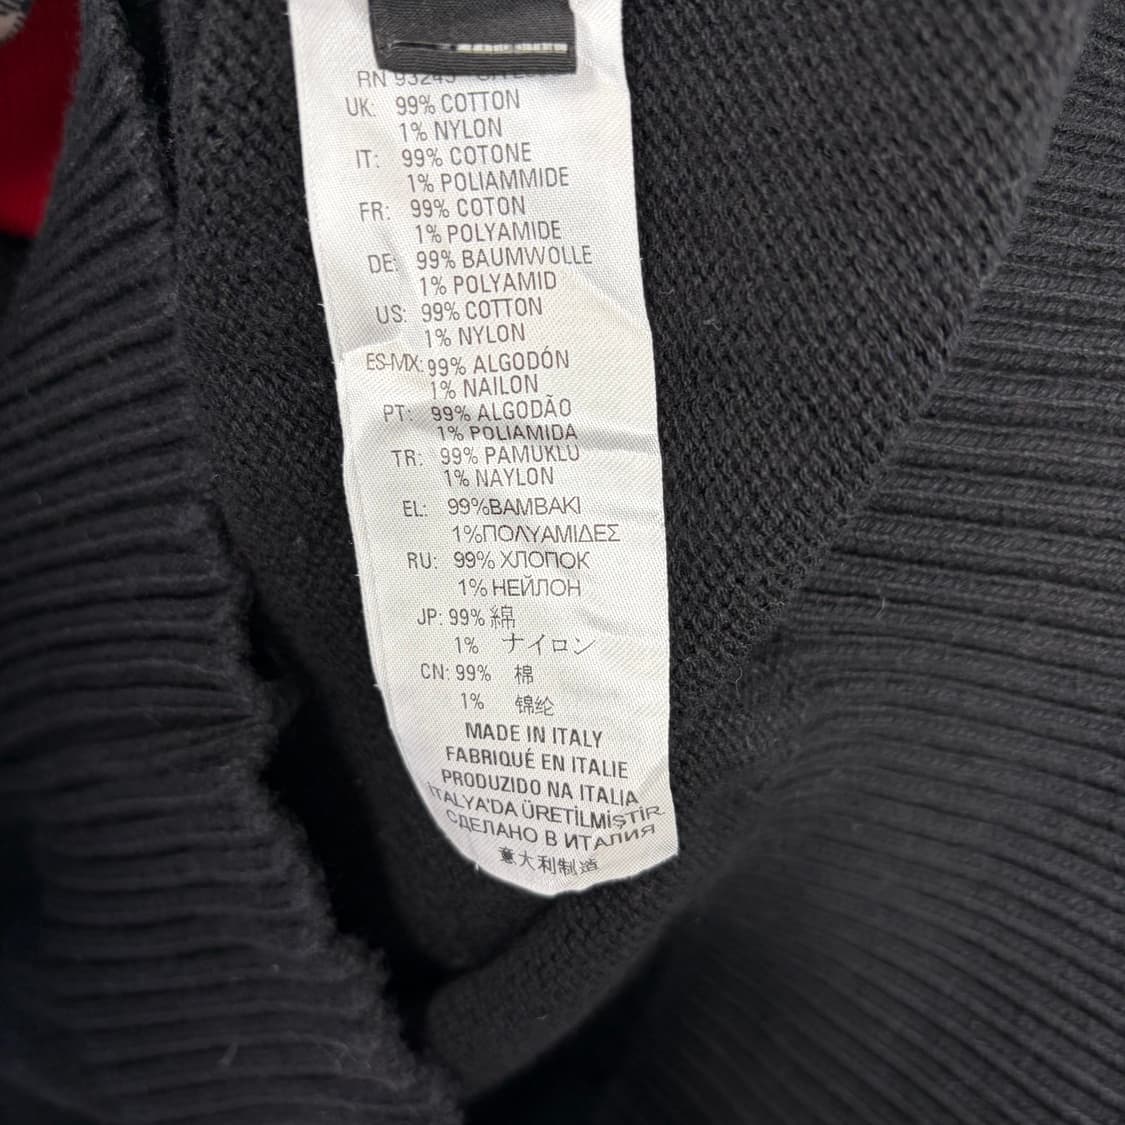 RN 93243
UK: 99% COTTON
1% NYLON
IT: 99% COTONE
1% POLIAMMIDE
FR: 99% COTON
1% POLYAMIDE
DE: 99% BAUMWOLLE
1% POLYAMID
US: 99% COTTON
1% NYLON
ES-MX: 99% ALGODÓN
1% NAILON
PT: 99% ALGODÃO
1% POLIAMIDA
TR: 99% PAMUKLU
1% NAYLON
EL: 99%ΒΑΜΒΑΚΙ
1%ΠΟΛΥΑΜΙΔΕΣ
RU: 99% ХЛОПОК
1% НЕЙЛОН
JP: 99% 綿
1% ナイロン
CN: 99% 棉
1% 锦纶
MADE IN ITALY
FABRIQUÉ EN ITALIE
PRODUZIDO NA ITALIA
ITALYA'DA ÜRETİLMİŞTİR
СДЕЛАНО В ИТАЛИЯ
意大利制造